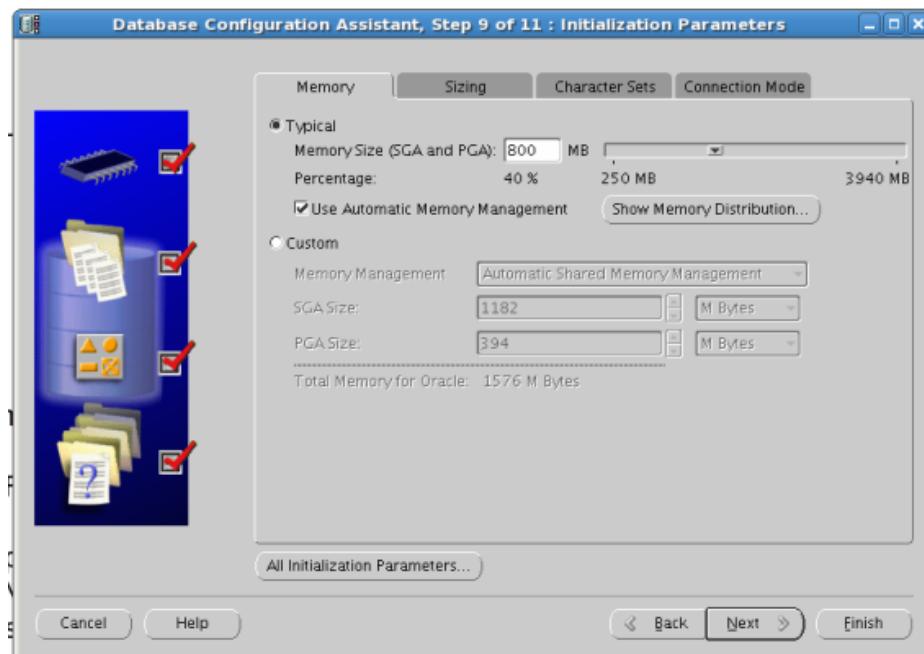 Database Configuration Assistant, Step 9 of 11 : Initialization Parameters
Memory Sizing Character Sets Connection Mode
Typical
Memory Size (SGA and PGA): 800 MB
Percentage: 40 % 250 MB 3940 MB
Use Automatic Memory Management Show Memory Distribution...
Custom
Memory Management Automatic Shared Memory Management
SGA Size: 1182 M Bytes
PGA Size: 394 M Bytes
Total Memory for Oracle: 1576 M Bytes
?
All Initialization Parameters...
Cancel Help Back Next Finish